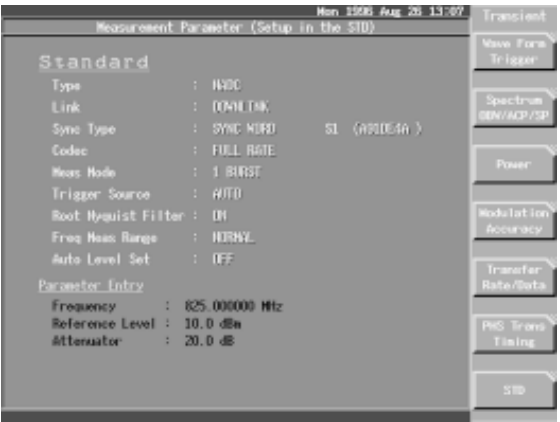 Mon 1996 Aug 26 13:07
Measurement Parameter (Setup in the STD)
Standard
Type : NADC
Link : DOWNLINK
Sync Type : SYNC WORD S1 (A91DE4A )
Codec : FULL RATE
Meas Mode : 1 BURST
Trigger Source : AUTO
Root Nyquist Filter : ON
Freq Meas Range : NORMAL
Auto Level Set : OFF
Parameter Entry
Frequency : 825.000000 MHz
Reference Level : 10.0 dBm
Attenuator : 20.0 dB
Transient
Wave Form
Trigger
Spectrum
OBW/ACP/SP
Power
Modulation
Accuracy
Transfer
Rate/Data
PHS Trans
Timing
STD